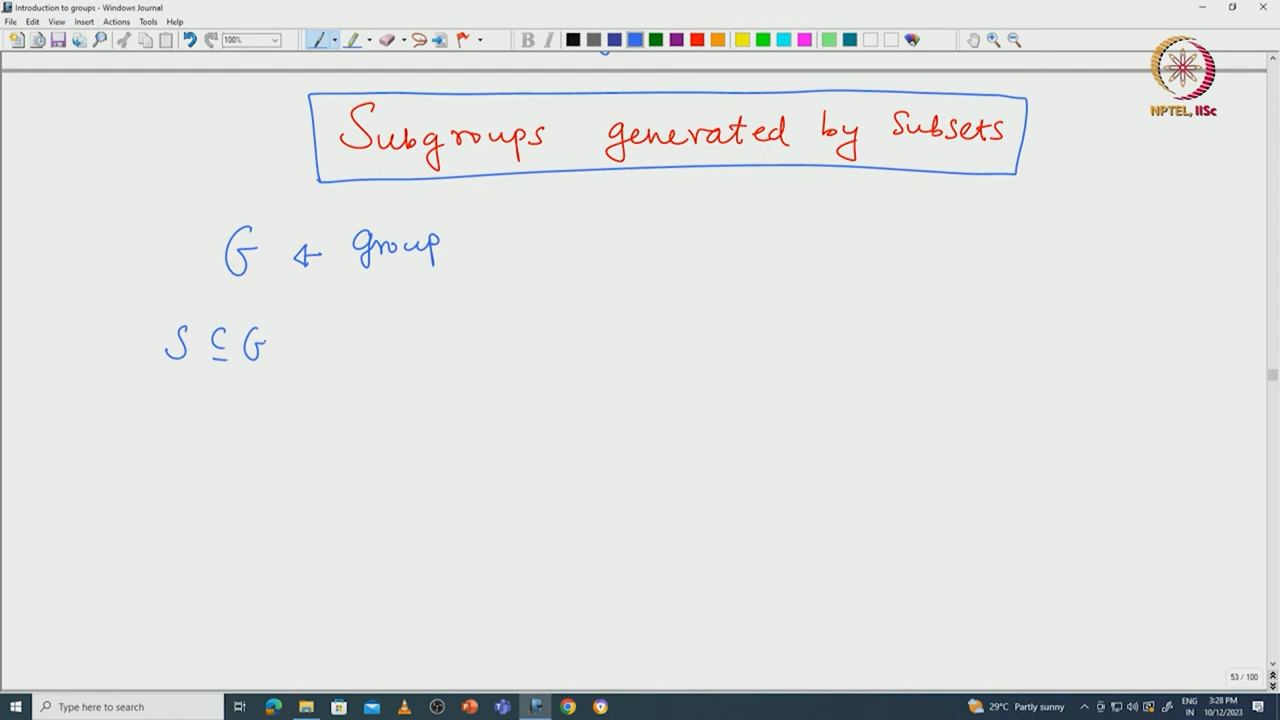 Introduction to groups - Windows Journal
File Edit View Insert Actions Tools Help
100%
B I
NPTEL, IISc
Subgroups generated by subsets
G ← group
S ⊆ G
53 / 100
Type here to search
29°C Partly sunny
ENG
IN
3:28 PM
10/12/2023